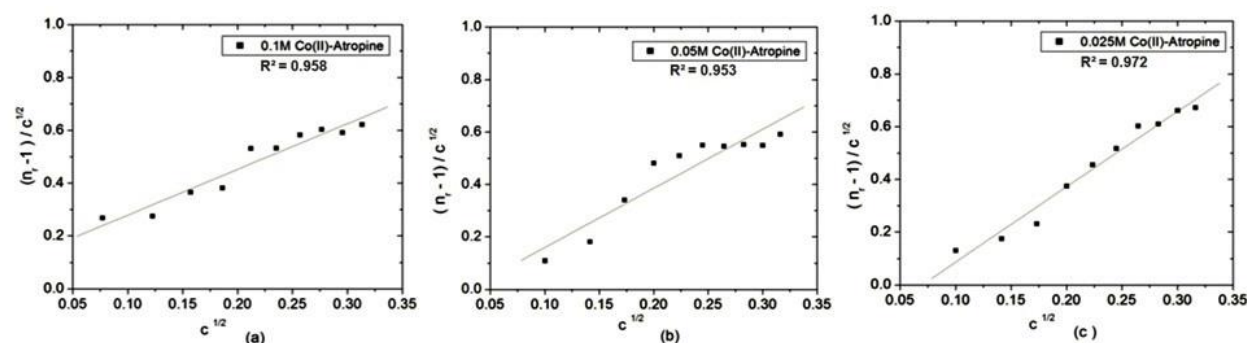 1.0
0.8
0.6
0.4
0.2
0.0
(n_r - 1) / c^1/2
■ 0.1M Co(II)-Atropine
R² = 0.958
0.05 0.10 0.15 0.20 0.25 0.30 0.35
c^1/2
(a)
1.0
0.8
0.6
0.4
0.2
0.0
( n_r - 1) / c^1/2
■ 0.05M Co(II)-Atropine
R² = 0.953
0.05 0.10 0.15 0.20 0.25 0.30 0.35
c^1/2
(b)
1.0
0.8
0.6
0.4
0.2
0.0
( n_r - 1) / c^1/2
■ 0.025M Co(II)-Atropine
R² = 0.972
0.05 0.10 0.15 0.20 0.25 0.30 0.35
c^1/2
(c )